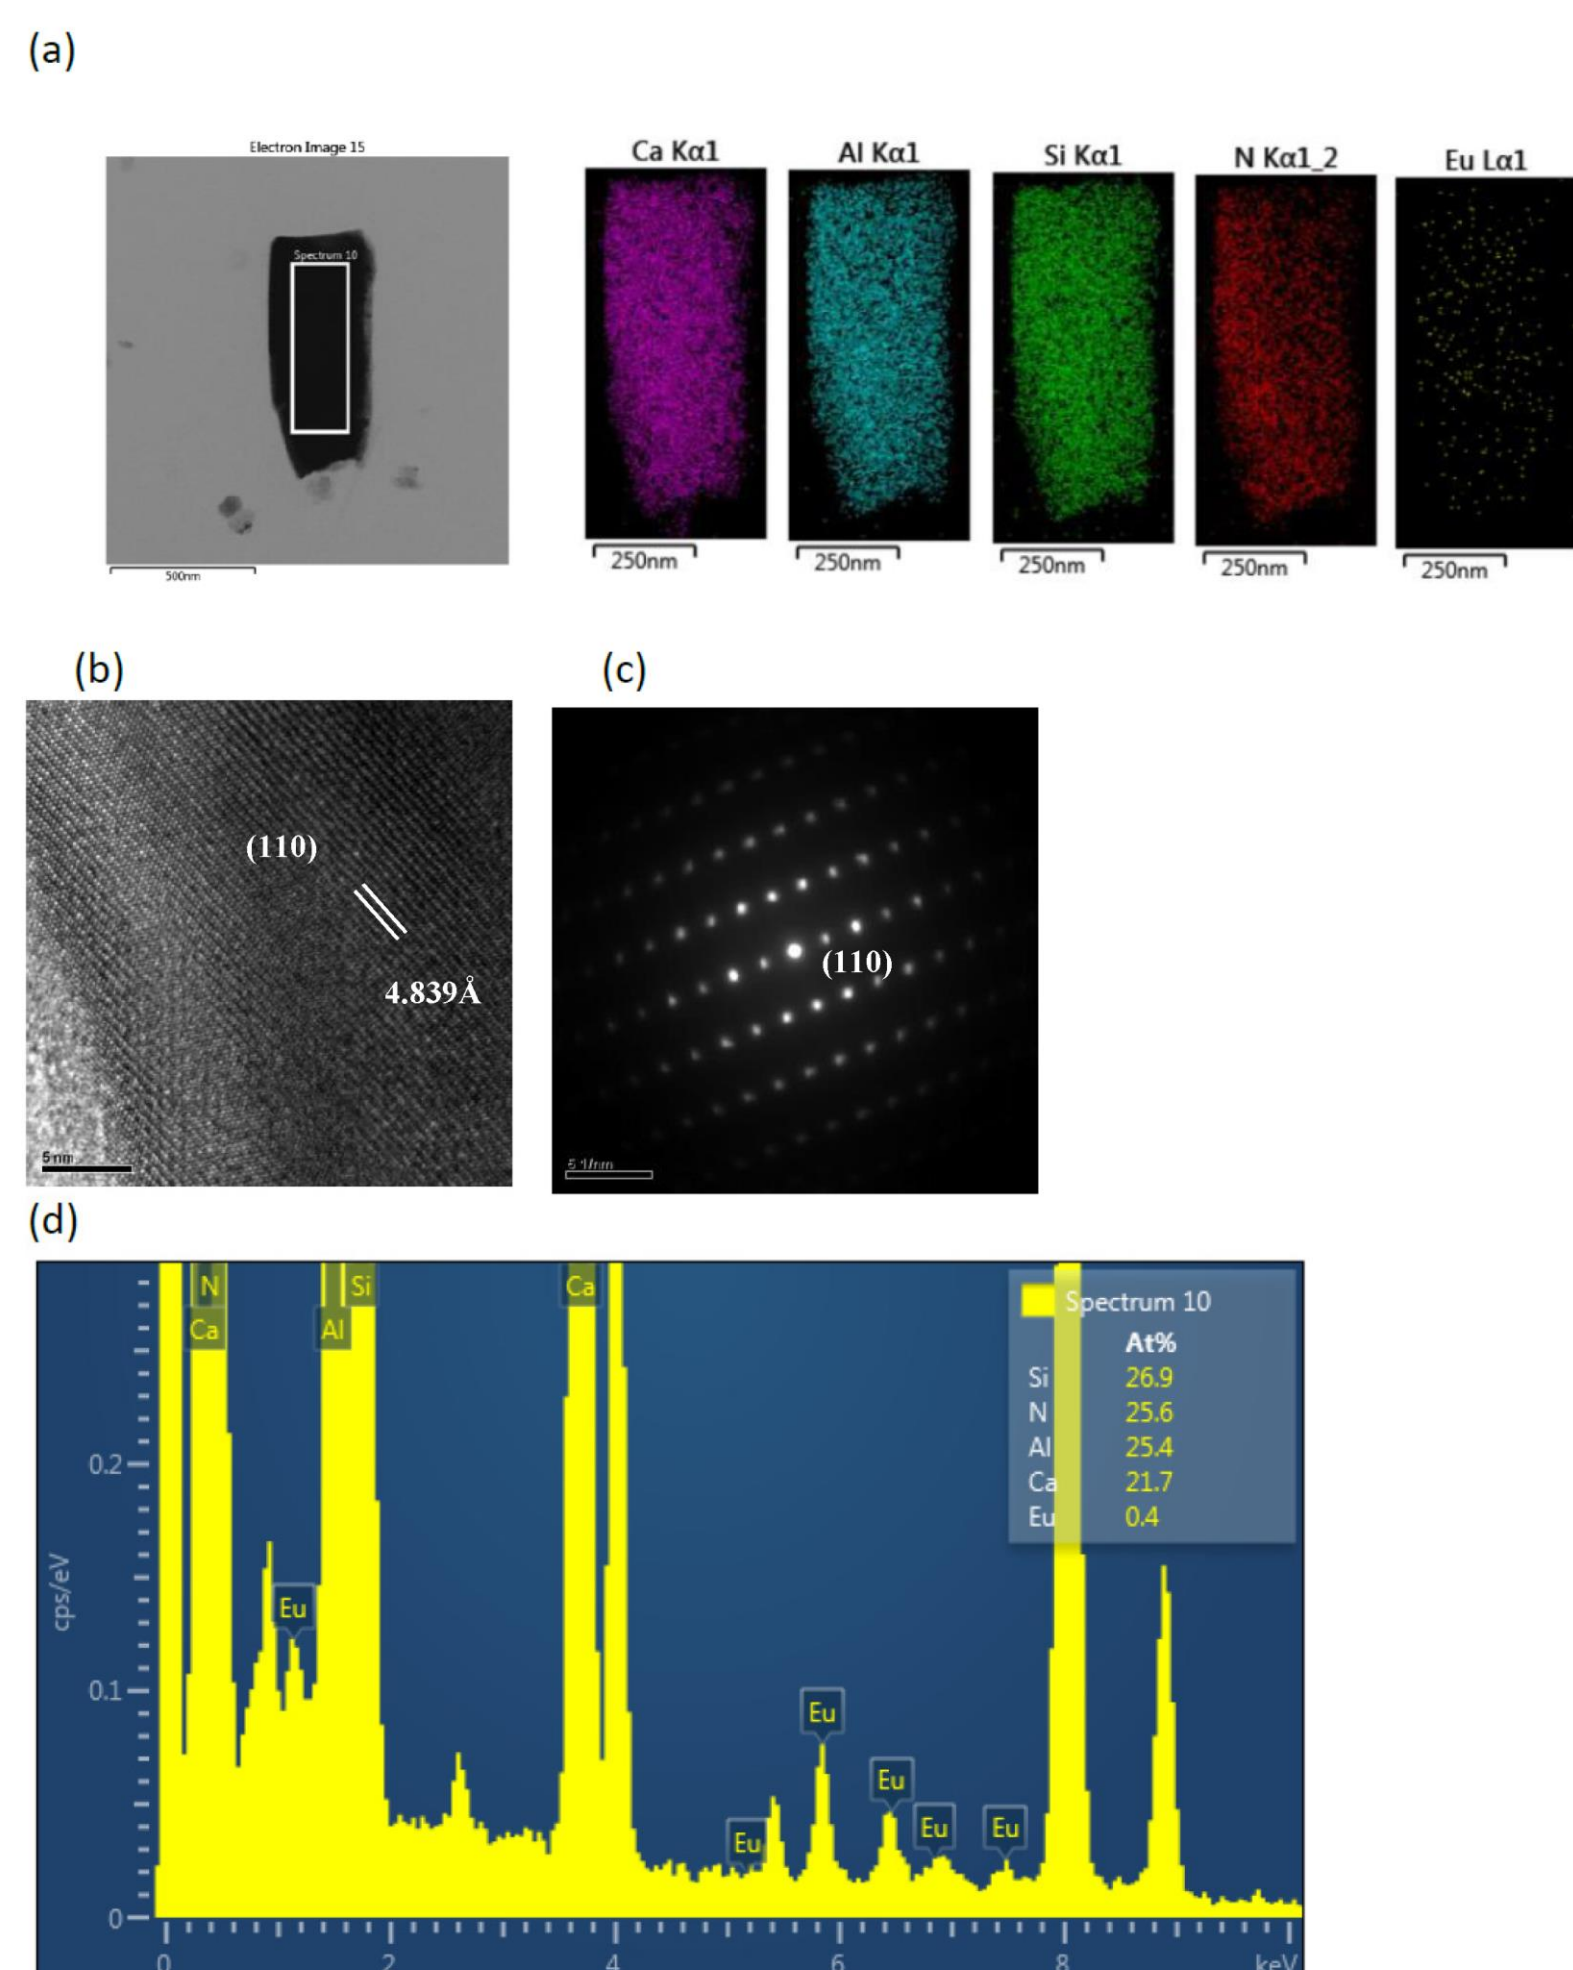 (a)
Electron Image 15
Spectrum 10
500nm
Ca Kα1
Al Kα1
Si Kα1
N Kα1_2
Eu Lα1
250nm
250nm
250nm
250nm
250nm
(b)
(110)
4.839Å
5 nm
(c)
(110)
5 1/nm
(d)
N
Si
Ca
Ca
Al
Spectrum 10
At%
Si 26.9
N 25.6
Al 25.4
Ca 21.7
Eu 0.4
cps/eV
0.2
0.1
0
Eu
Eu
Eu
Eu
Eu
Eu
0 2 4 6 8 keV